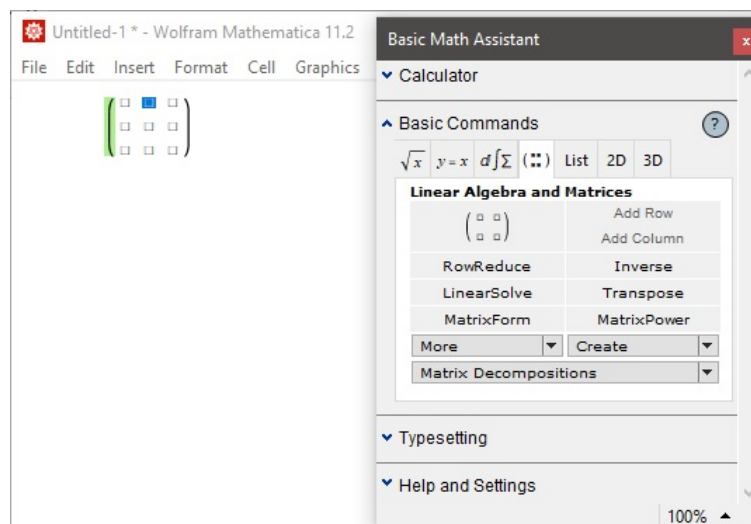 Untitled-1 * - Wolfram Mathematica 11.2
File Edit Insert Format Cell Graphics
Basic Math Assistant
x
Calculator
Basic Commands
?
√x y = x d∫Σ (∷) List 2D 3D
Linear Algebra and Matrices
Add Row
Add Column
RowReduce Inverse
LinearSolve Transpose
MatrixForm MatrixPower
More Create
Matrix Decompositions
Typesetting
Help and Settings
100%